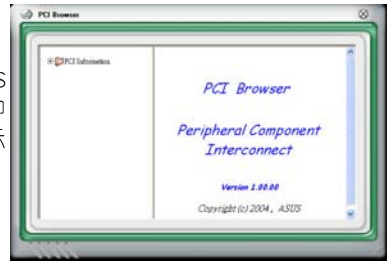 PCI Browser
PCI Information
PCI Browser
Peripheral Component
Interconnect
Version 1.00.00
Copyright (c) 2004, ASUS
S